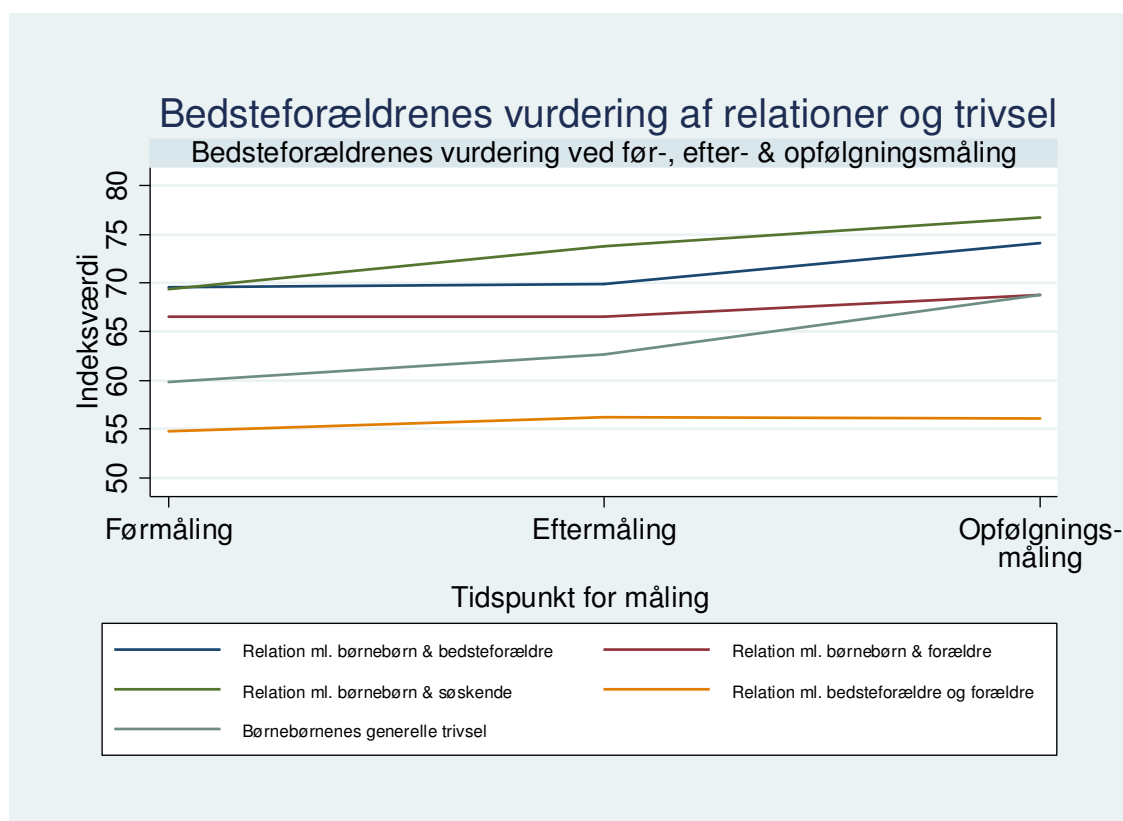 Bedsteforældrenes vurdering af relationer og trivsel
Bedsteforældrenes vurdering ved før-, efter- & opfølgningsmåling
Indeksværdi
80
75
70
65
60
55
50
Førmåling
Eftermåling
Opfølgnings-
måling
Tidspunkt for måling
Relation ml. børnebørn & bedsteforældre
Relation ml. børnebørn & forældre
Relation ml. børnebørn & søskende
Relation ml. bedsteforældre og forældre
Børnebørnenes generelle trivsel